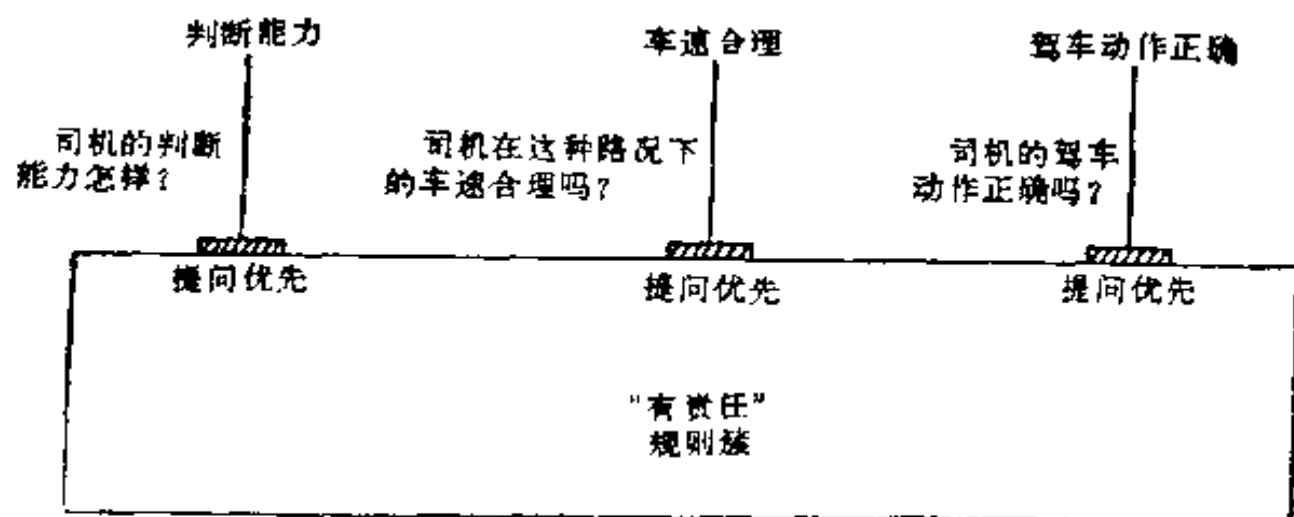 判断能力
车速合理
驾车动作正确
司机的判断
能力怎样？
司机在这种路况下
的车速合理吗？
司机的驾车
动作正确吗？
提问优先
提问优先
提问优先
“有责任”
规则簇